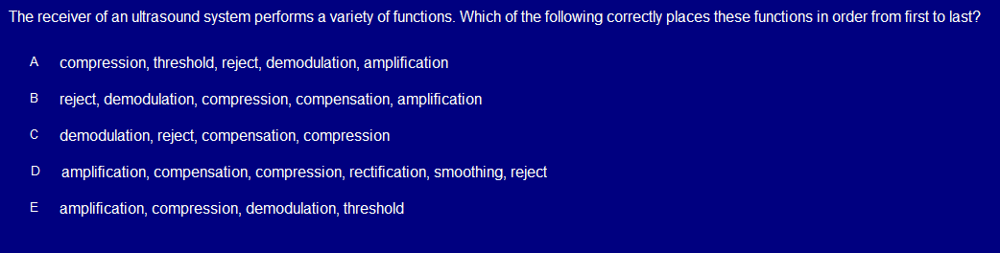 The receiver of an ultrasound system performs a variety of functions. Which of the following correctly places these functions in order from first to last?
A compression, threshold, reject, demodulation, amplification
B reject, demodulation, compression, compensation, amplification
C demodulation, reject, compensation, compression
D amplification, compensation, compression, rectification, smoothing, reject
E amplification, compression, demodulation, threshold